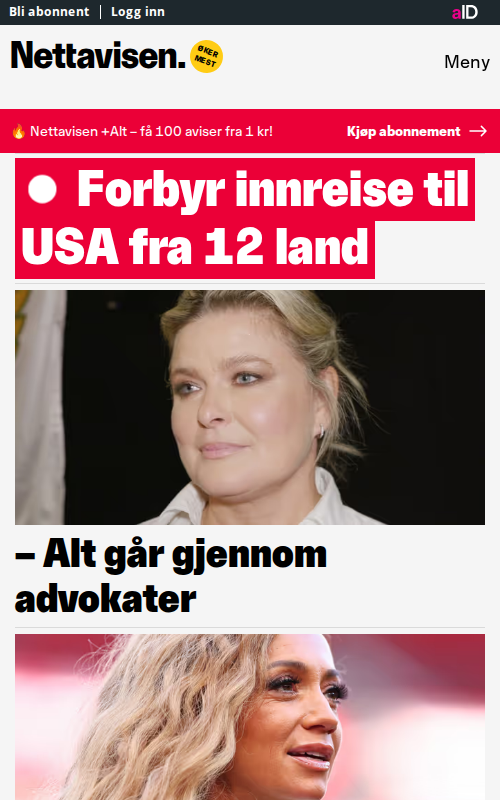 Bli abonnent
Logg inn
aID
Nettavisen.
ØKER
MEST
Meny
🔥 Nettavisen +Alt – få 100 aviser fra 1 kr!
Kjøp abonnement →
Forbyr innreise til
USA fra 12 land
– Alt går gjennom
advokater